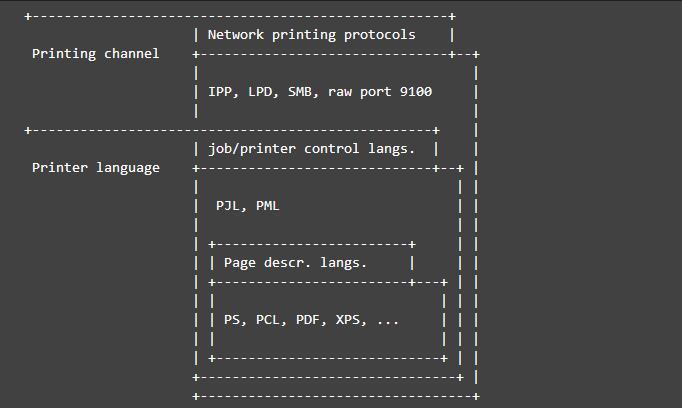 Network printing protocols
Printing channel
IPP, LPD, SMB, raw port 9100
job/printer control langs.
Printer language
PJL, PML
Page descr. langs.
PS, PCL, PDF, XPS, ...